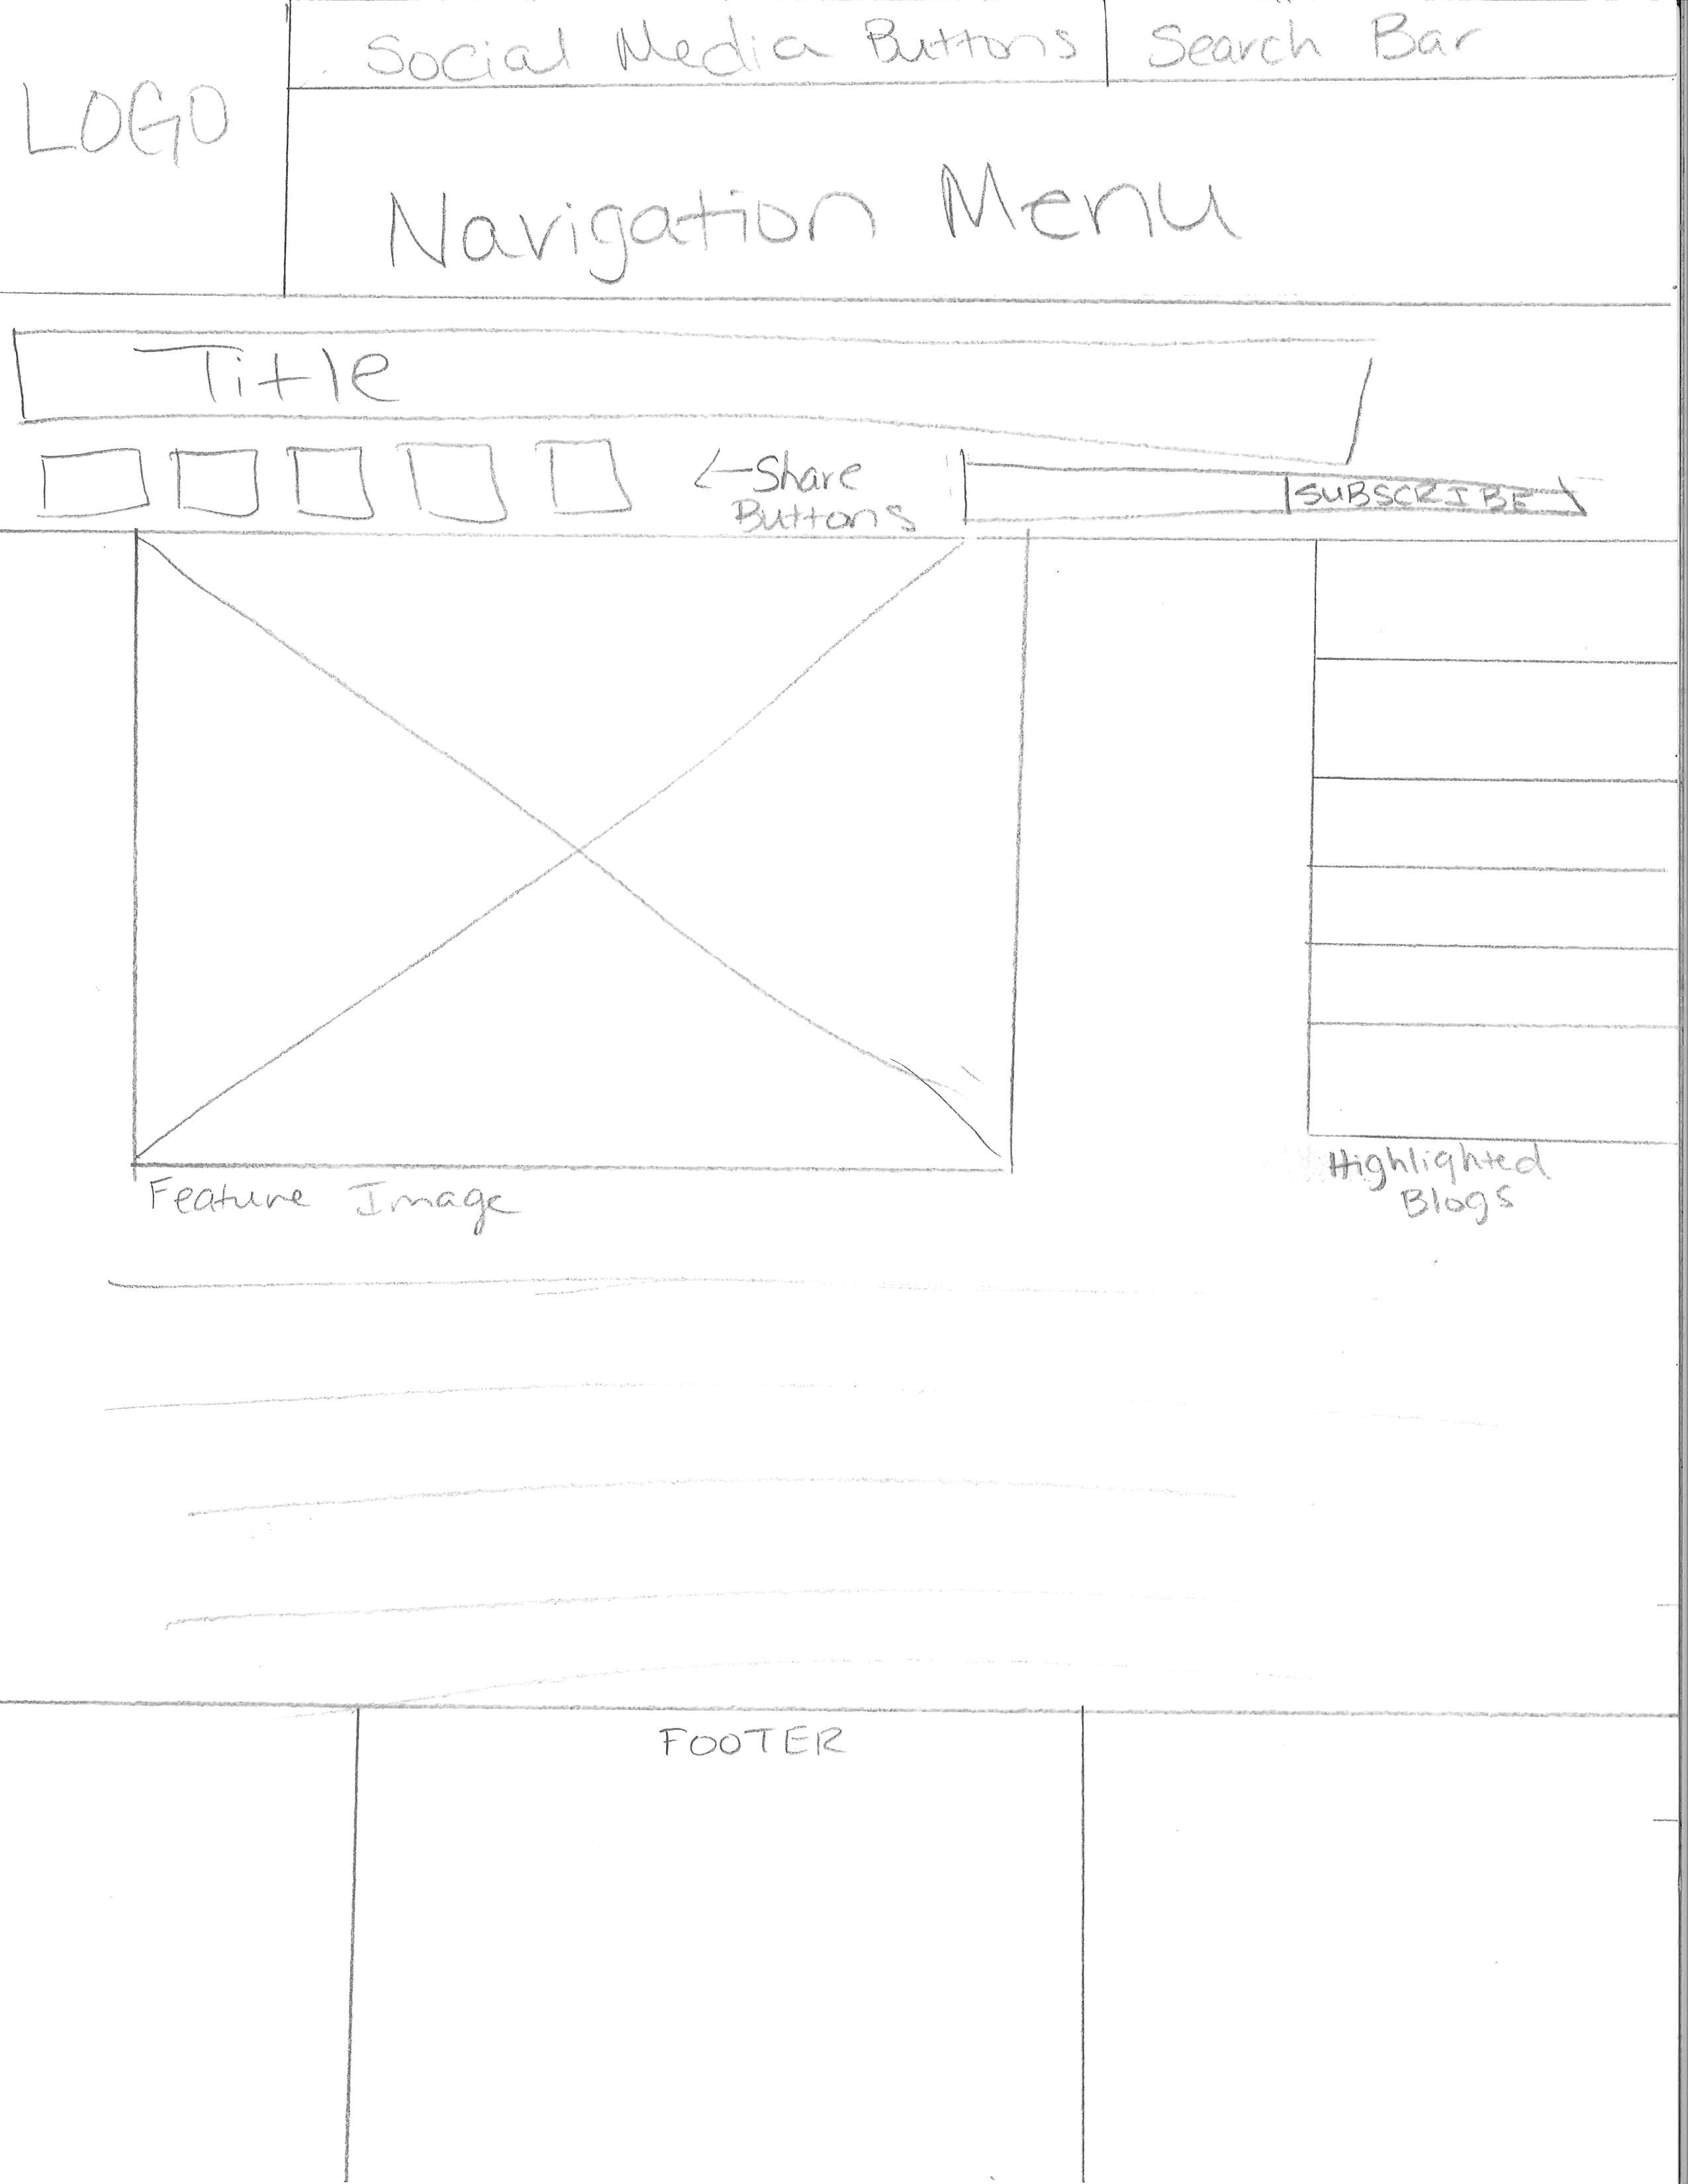 Social Media Buttons
Search Bar
LOGO
Navigation Menu
Title
←Share
Buttons
SUBSCRIBE
Feature Image
Highlighted
Blogs
FOOTER